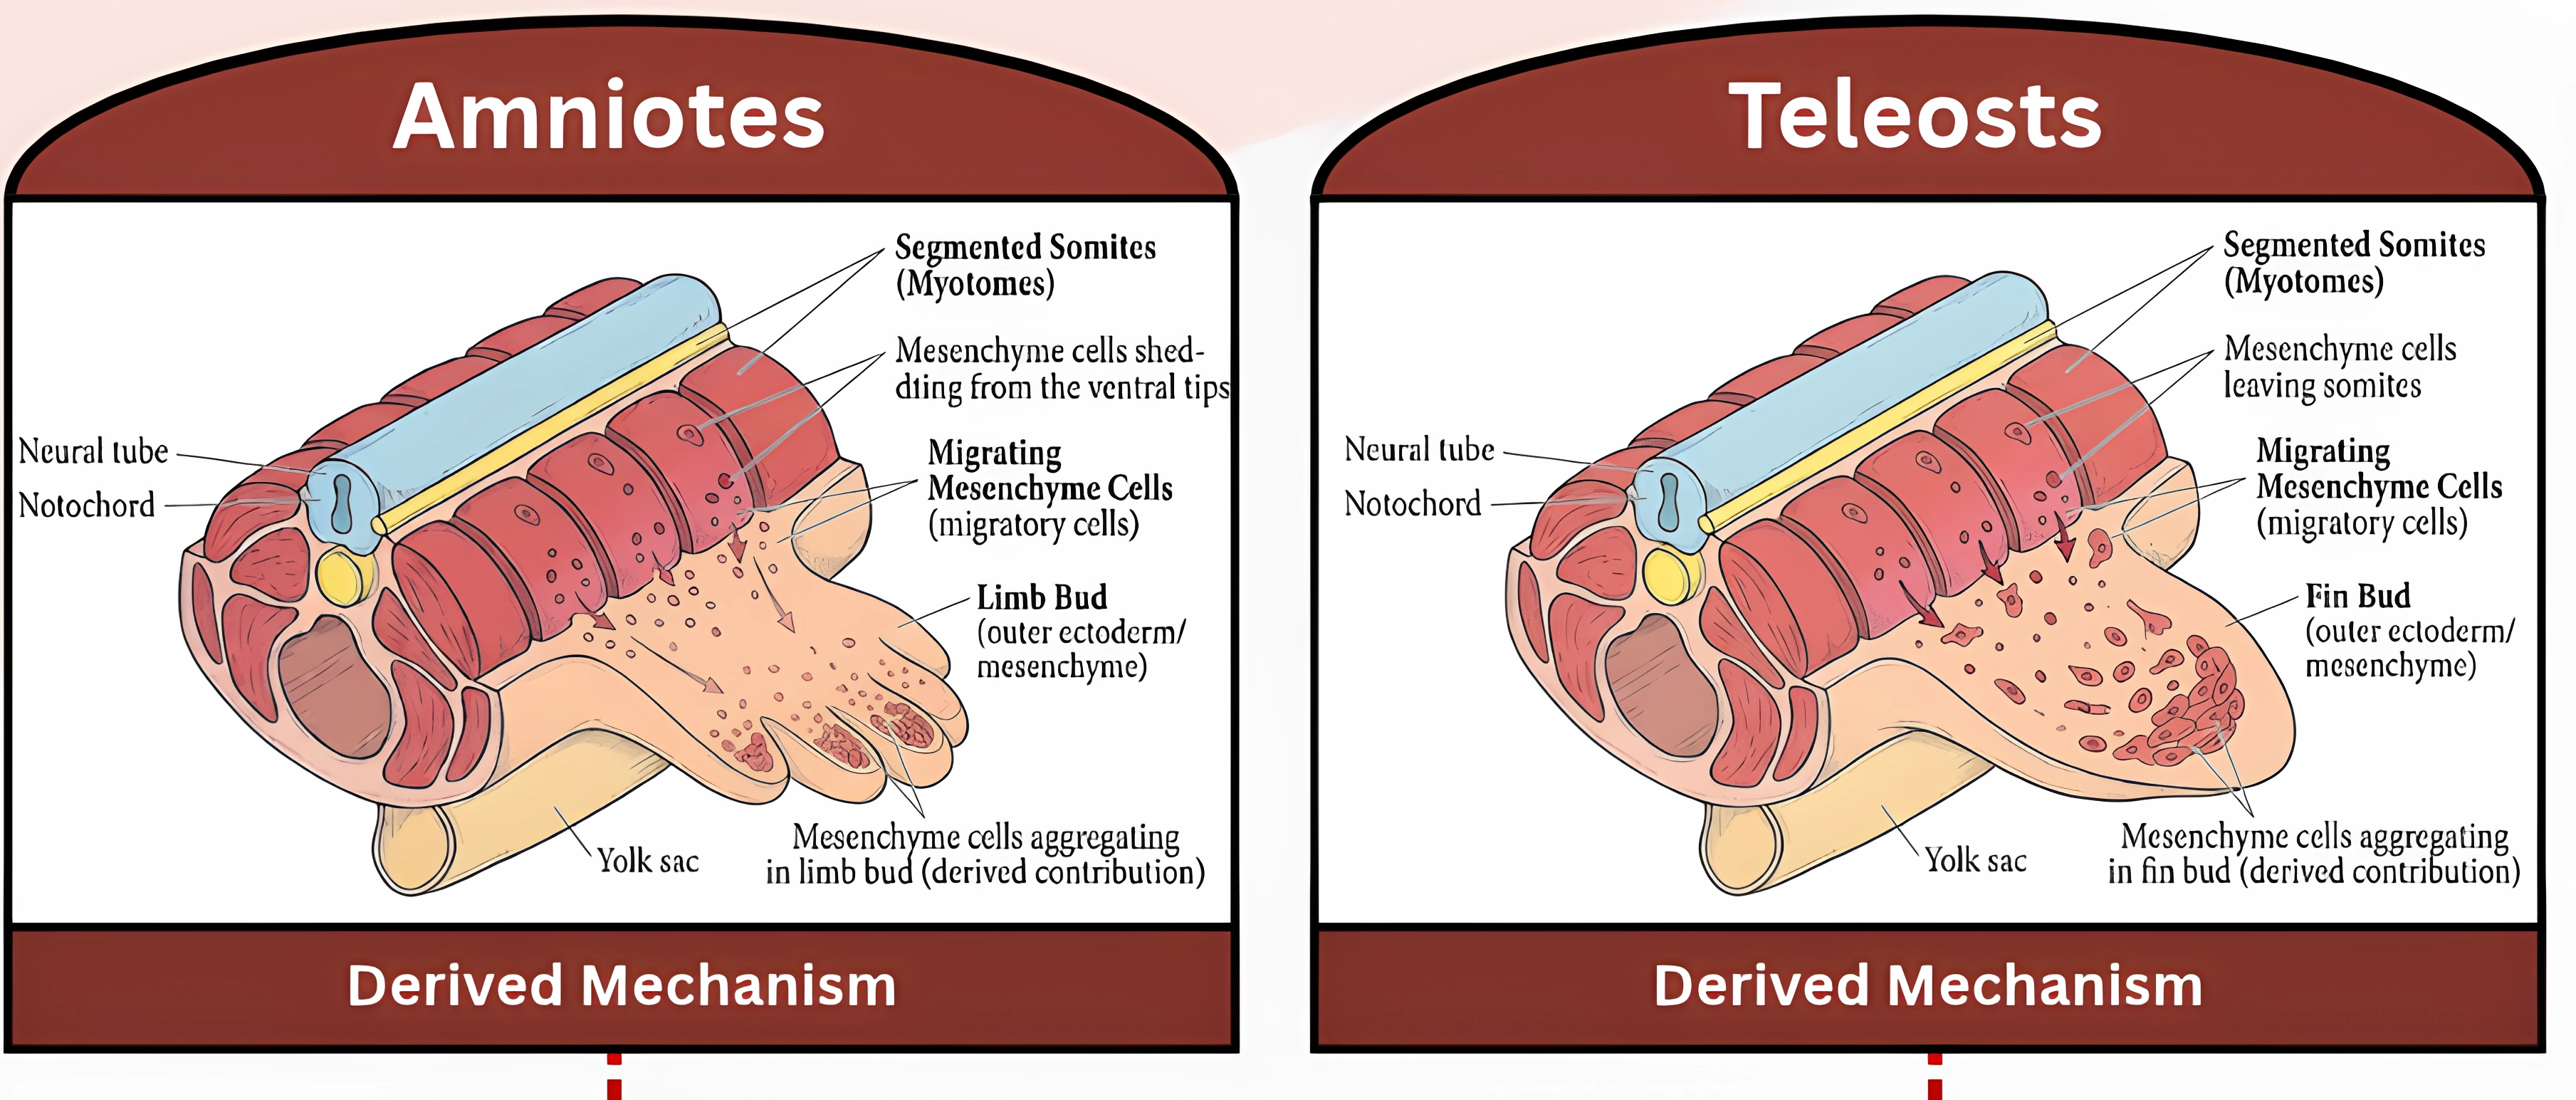 Amniotes
Segmented Somites
(Myotomes)
Mesenchyme cells shed-
dting from the ventral tips
Neural tube
Notochord
Migrating
Mesenchyme Cells
(migratory cells)
Limb Bud
(outer ectoderm/
mesenchyme)
Yolk sac
Mesenchyme cells aggregating
in limb bud (derived contribution)
Derived Mechanism
Teleosts
Segmented Somites
(Myotomes)
Mesenchyme cells
leaving somites
Neural tube
Notochord
Migrating
Mesenchyme Cells
(migratory cells)
Fin Bud
(outer ectoderm/
mesenchyme)
Yolk sac
Mesenchyme cells aggregating
in fin bud (derived contribution)
Derived Mechanism